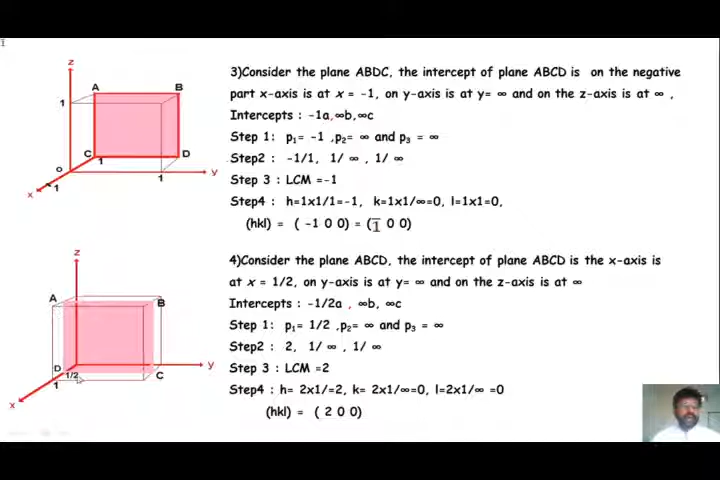 z
A
B
1
C
1
D
o
1
1
x
y
3)Consider the plane ABDC, the intercept of plane ABCD is on the negative
part x-axis is at x = -1, on y-axis is at y= ∞ and on the z-axis is at ∞ ,
Intercepts : -1a,∞b,∞c
Step 1: p₁= -1 ,p₂= ∞ and p₃ = ∞
Step2 : -1/1, 1/ ∞ , 1/ ∞
Step 3 : LCM =-1
Step4 : h=1x1/1=-1, k=1x1/∞=0, l=1x1=0,
(hkl) = ( -1 0 0) = (1̅ 0 0)
z
A
B
D
1/2
1
C
x
y
4)Consider the plane ABCD, the intercept of plane ABCD is the x-axis is
at x = 1/2, on y-axis is at y= ∞ and on the z-axis is at ∞
Intercepts : -1/2a , ∞b, ∞c
Step 1: p₁= 1/2 ,p₂= ∞ and p₃ = ∞
Step2 : 2, 1/ ∞ , 1/ ∞
Step 3 : LCM =2
Step4 : h= 2x1/=2, k= 2x1/∞=0, l=2x1/∞ =0
(hkl) = ( 2 0 0)